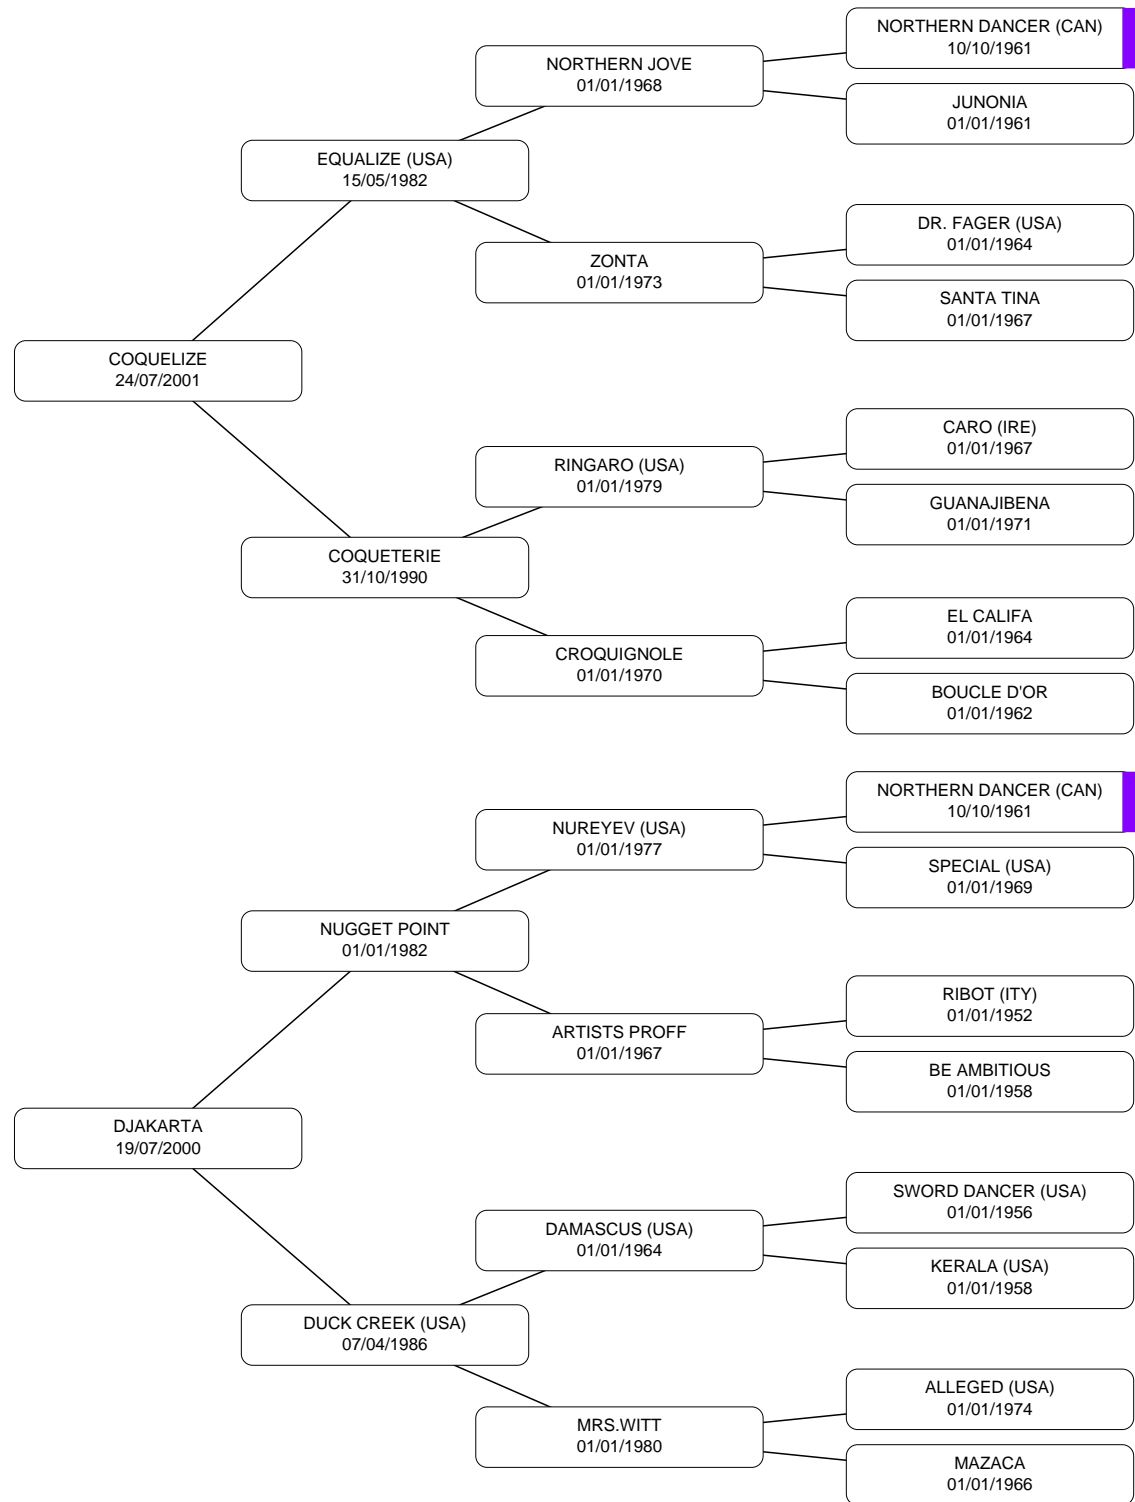 NORTHERN DANCER (CAN)
10/10/1961
NORTHERN JOVE
01/01/1968
JUNONIA
01/01/1961
EQUALIZE (USA)
15/05/1982
DR. FAGER (USA)
01/01/1964
ZONTA
01/01/1973
SANTA TINA
01/01/1967
COQUELIZE
24/07/2001
CARO (IRE)
01/01/1967
RINGARO (USA)
01/01/1979
GUANAJIBENA
01/01/1971
COQUETERIE
31/10/1990
EL CALIFA
01/01/1964
CROQUIGNOLE
01/01/1970
BOUCLE D'OR
01/01/1962
NORTHERN DANCER (CAN)
10/10/1961
NUREYEV (USA)
01/01/1977
SPECIAL (USA)
01/01/1969
NUGGET POINT
01/01/1982
RIBOT (ITY)
01/01/1952
ARTISTS PROFF
01/01/1967
BE AMBITIOUS
01/01/1958
DJAKARTA
19/07/2000
SWORD DANCER (USA)
01/01/1956
DAMASCUS (USA)
01/01/1964
KERALA (USA)
01/01/1958
DUCK CREEK (USA)
07/04/1986
ALLEGED (USA)
01/01/1974
MRS.WITT
01/01/1980
MAZACA
01/01/1966